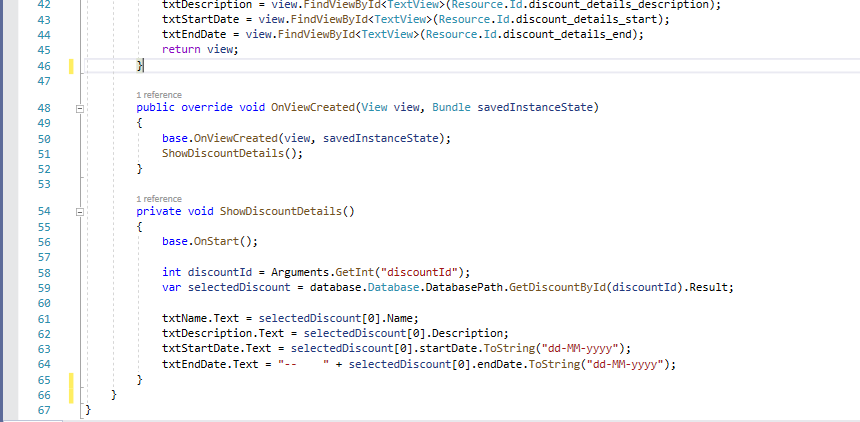 42 txtDescription = view.FindViewById<TextView>(Resource.Id.discount_details_description);
43 txtStartDate = view.FindViewById<TextView>(Resource.Id.discount_details_start);
44 txtEndDate = view.FindViewById<TextView>(Resource.Id.discount_details_end);
45 return view;
46 }
47
1 reference
48 public override void OnViewCreated(View view, Bundle savedInstanceState)
49 {
50 base.OnViewCreated(view, savedInstanceState);
51 ShowDiscountDetails();
52 }
53
1 reference
54 private void ShowDiscountDetails()
55 {
56 base.OnStart();
57
58 int discountId = Arguments.GetInt("discountId");
59 var selectedDiscount = database.Database.DatabasePath.GetDiscountById(discountId).Result;
60
61 txtName.Text = selectedDiscount[0].Name;
62 txtDescription.Text = selectedDiscount[0].Description;
63 txtStartDate.Text = selectedDiscount[0].startDate.ToString("dd-MM-yyyy");
64 txtEndDate.Text = "--    " + selectedDiscount[0].endDate.ToString("dd-MM-yyyy");
65 }
66 }
67 }